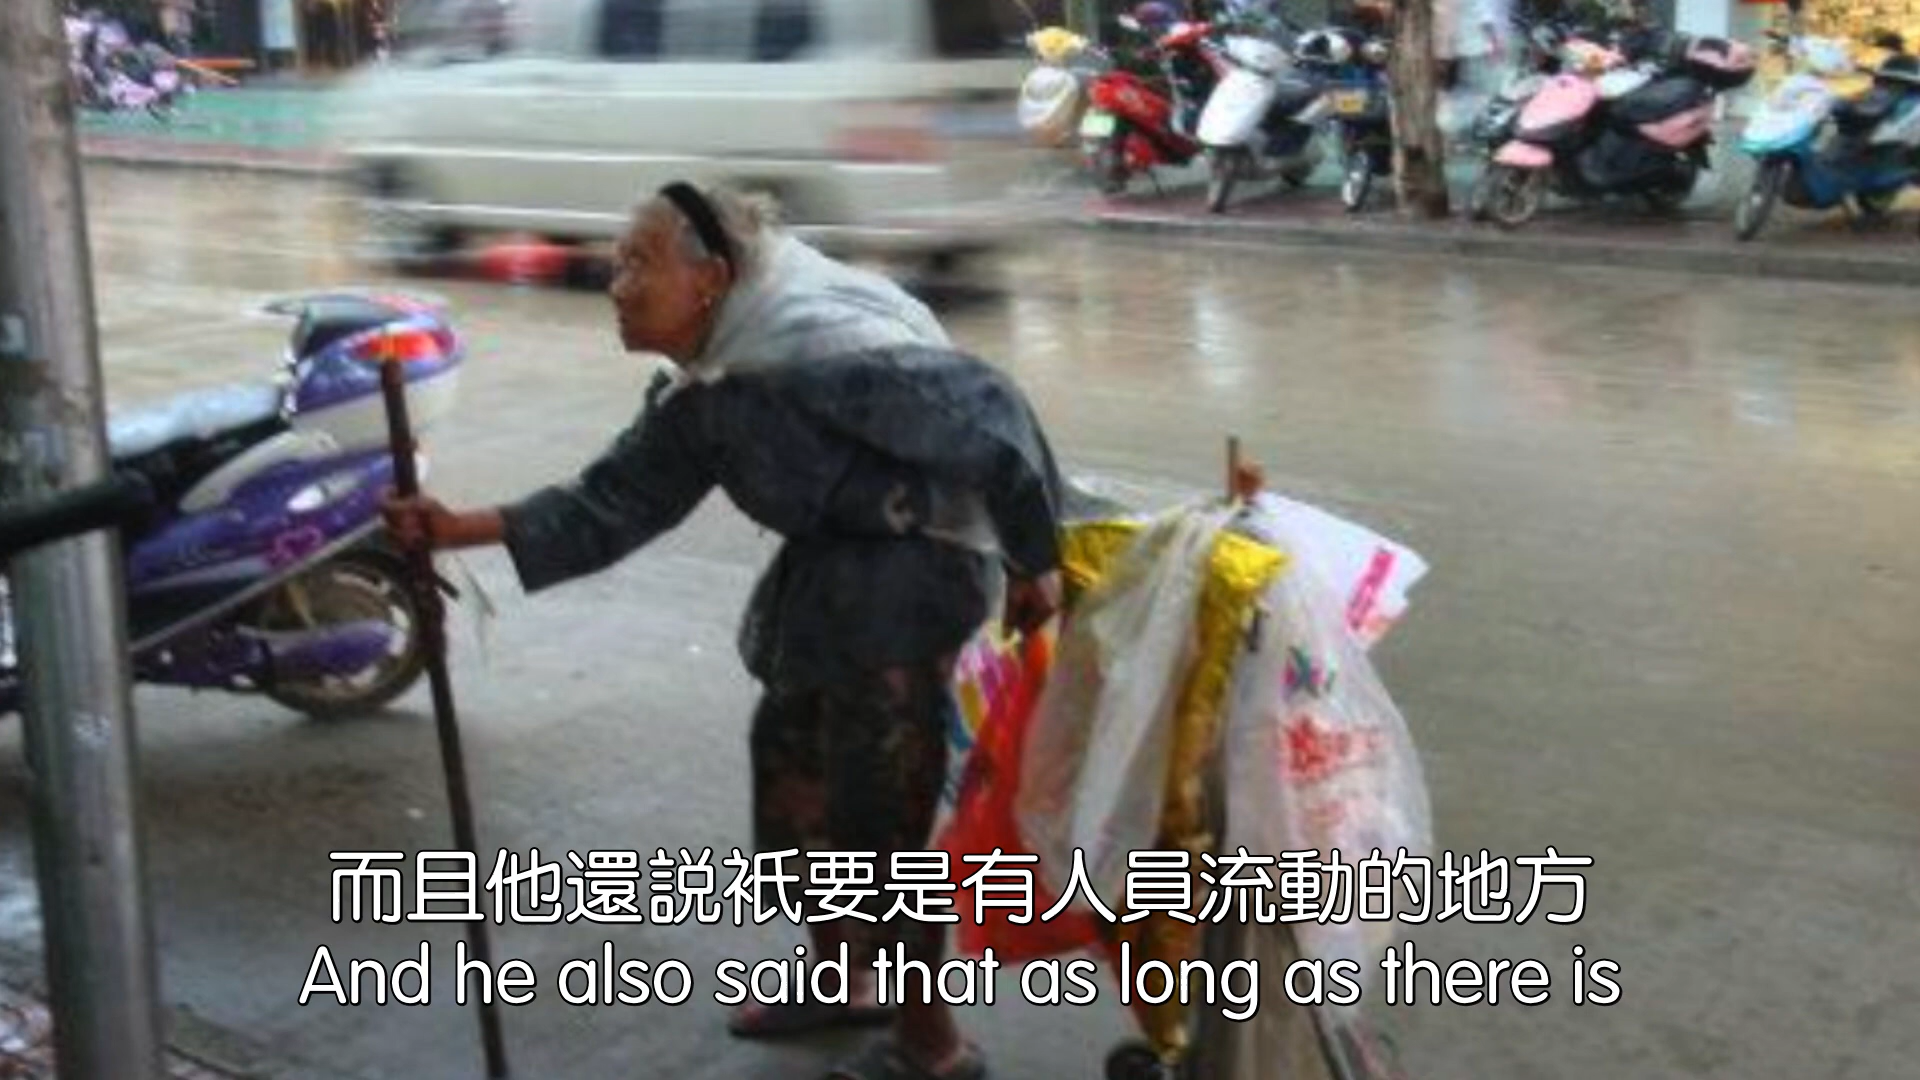 而且他還説衹要是有人員流動的地方
And he also said that as long as there is